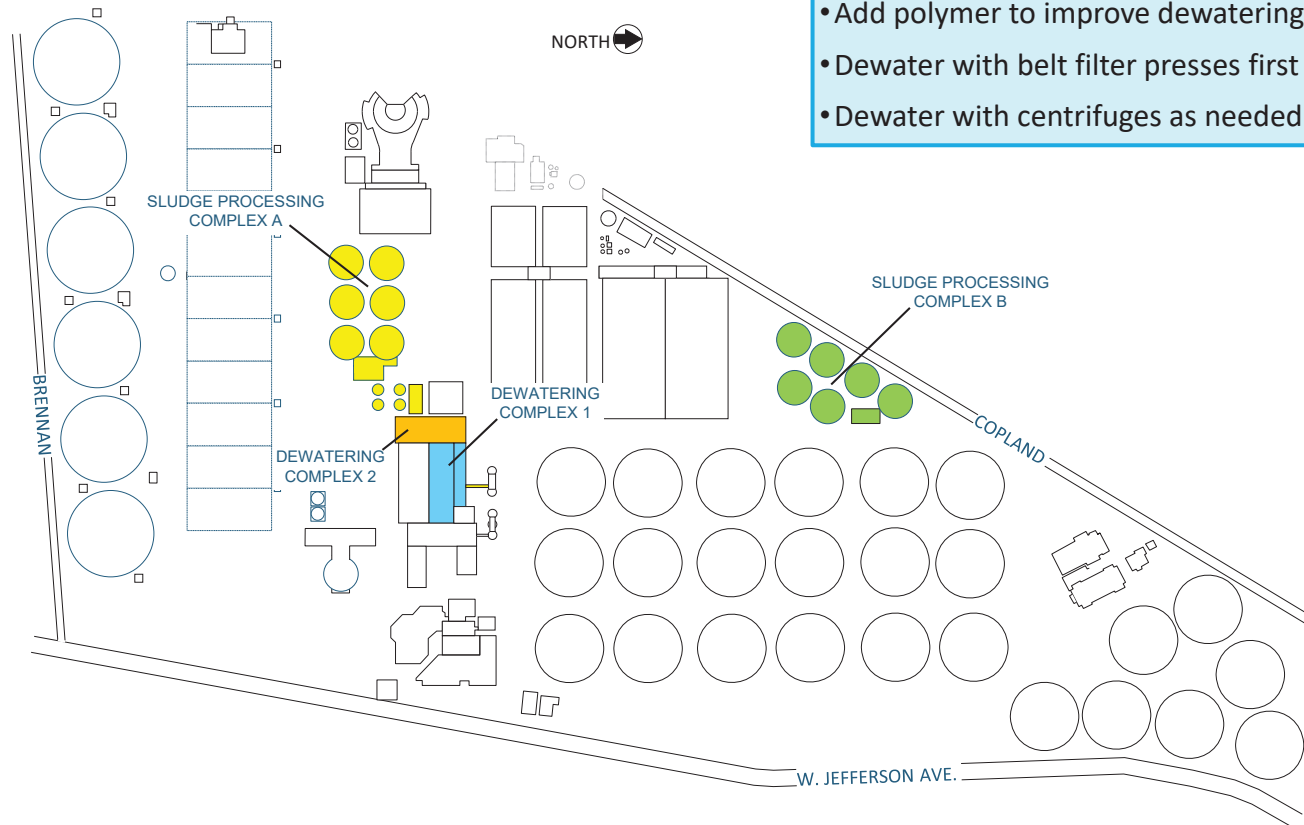 •Add polymer to improve dewatering
•Dewater with belt filter presses first
•Dewater with centrifuges as needed
NORTH
SLUDGE PROCESSING
COMPLEX A
SLUDGE PROCESSING
COMPLEX B
BRENNAN
DEWATERING
COMPLEX 1
COPLAND
DEWATERING
COMPLEX 2
W. JEFFERSON AVE.